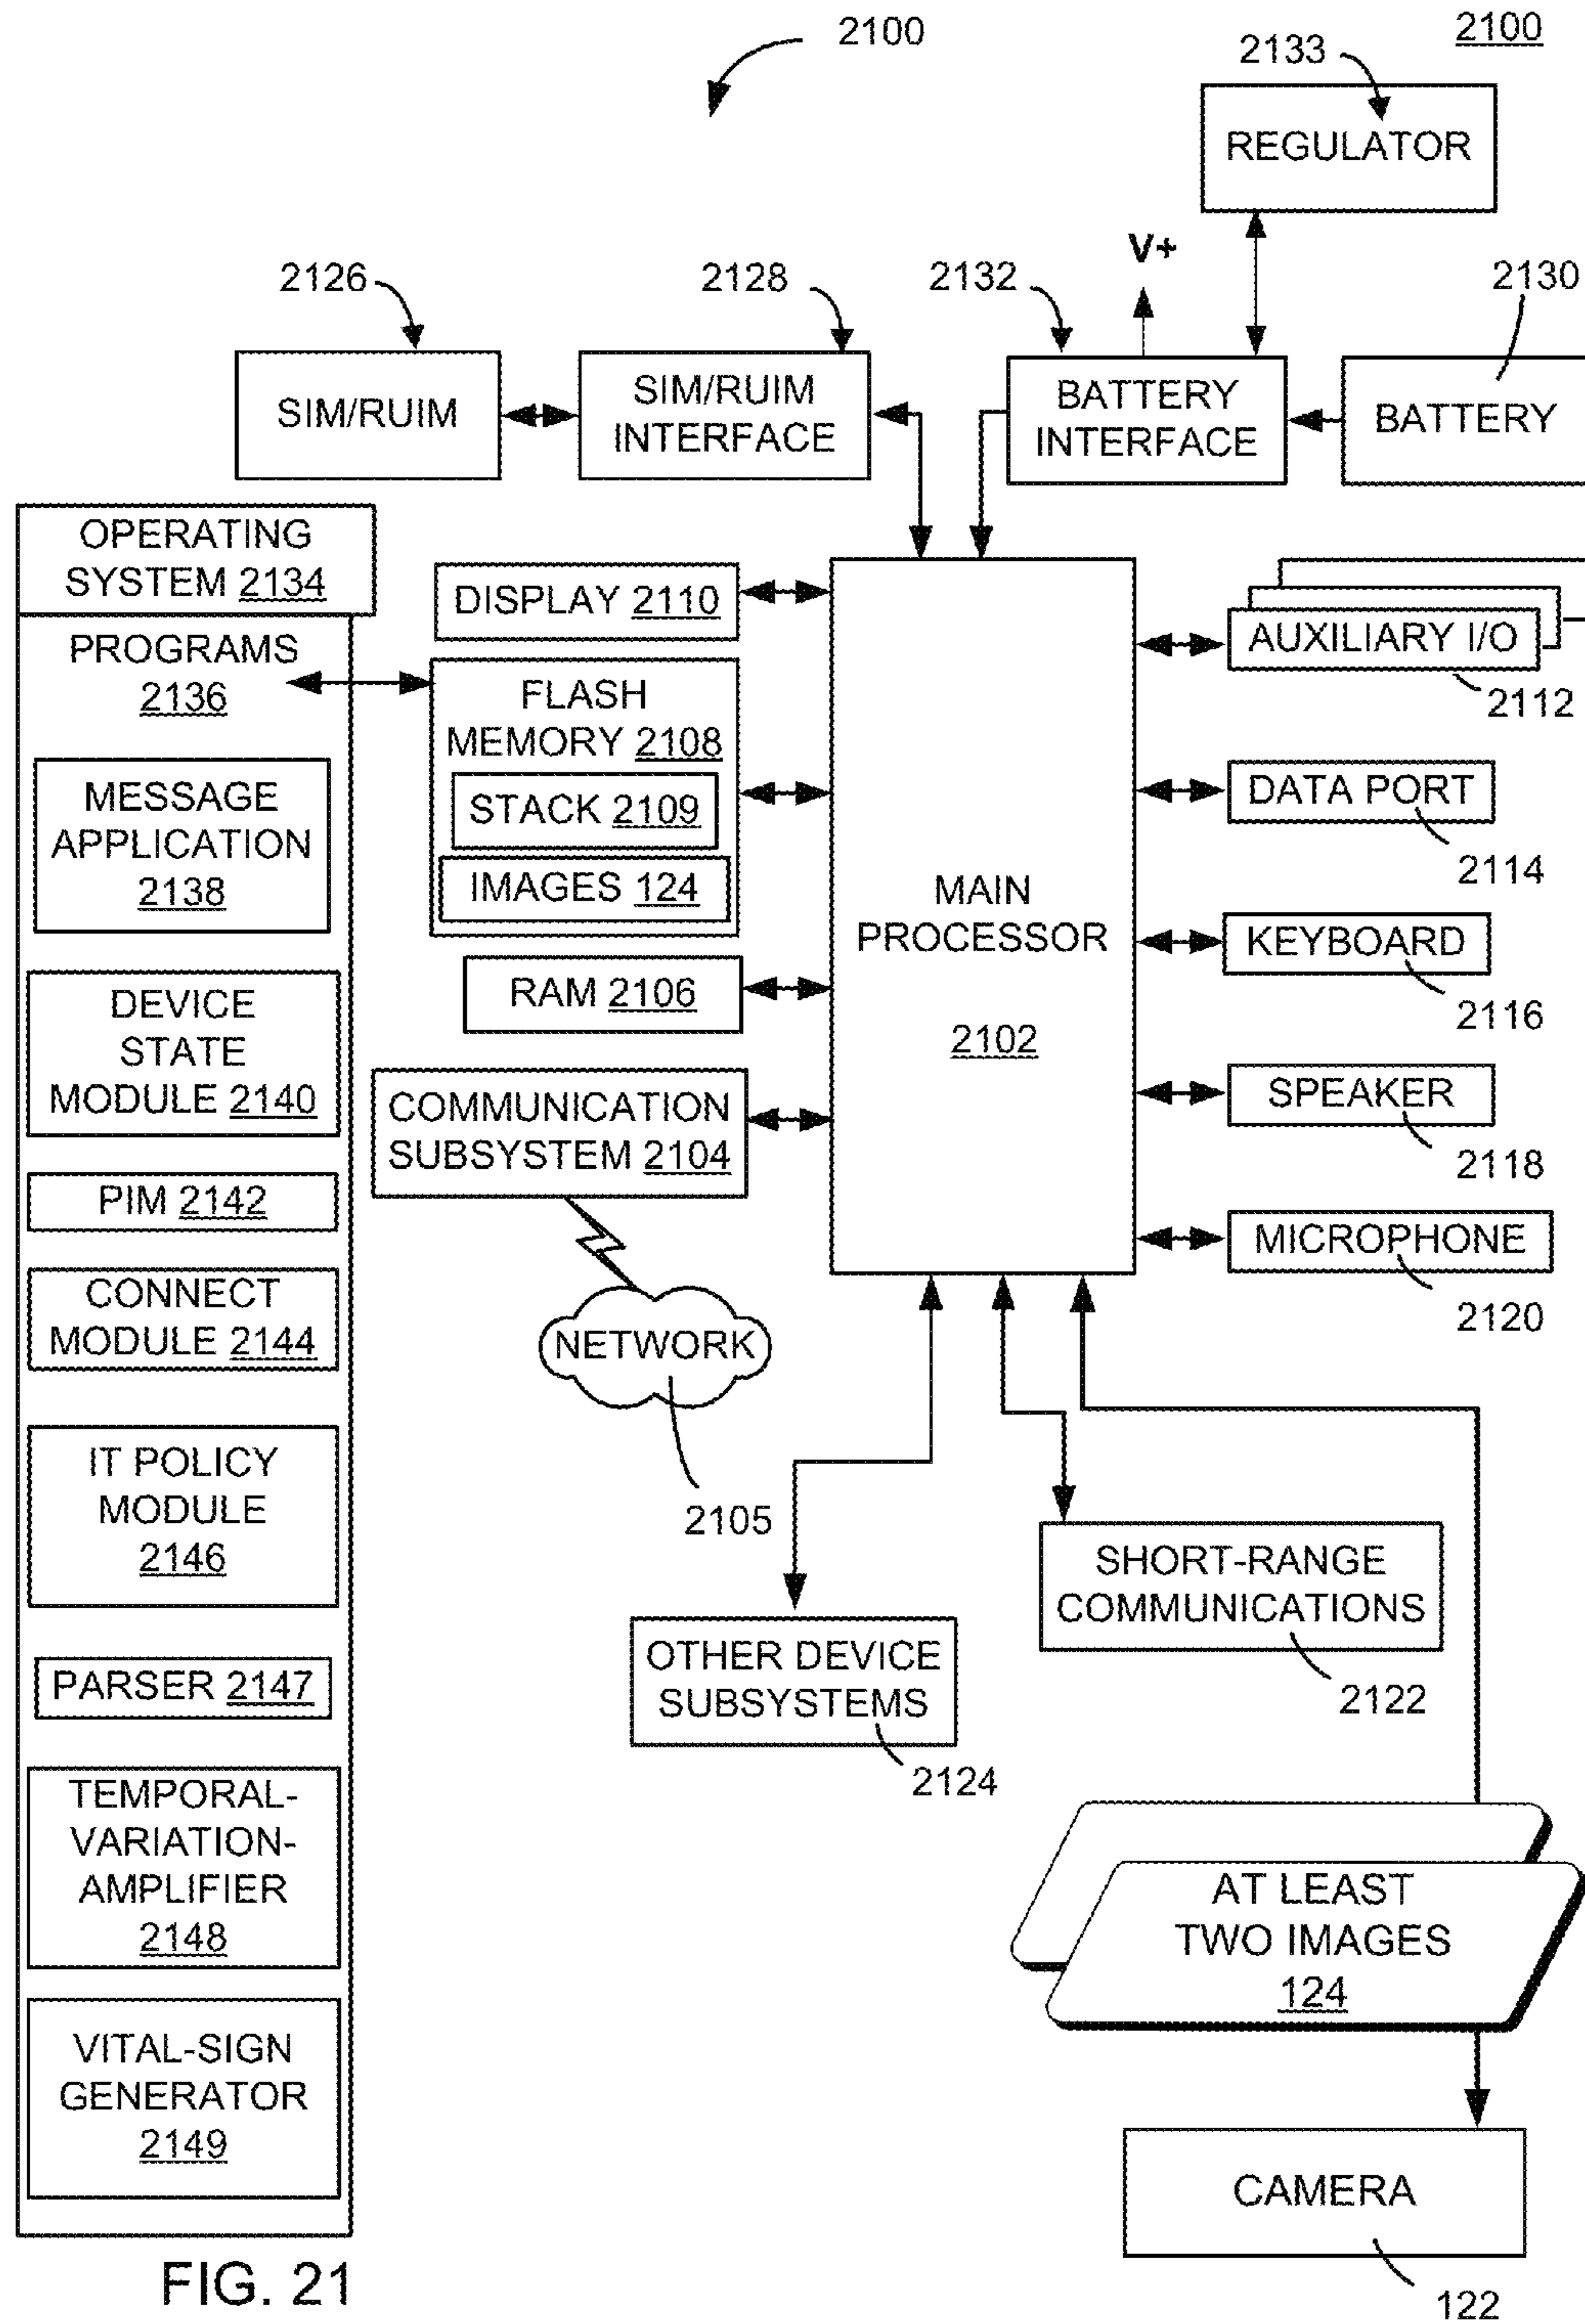 2100
2100
2133
REGULATOR
V+
2126
2128
2132
2130
SIM/RUIM
SIM/RUIM
INTERFACE
BATTERY
INTERFACE
BATTERY
OPERATING
SYSTEM 2134
PROGRAMS
2136
MESSAGE
APPLICATION
2138
DEVICE
STATE
MODULE 2140
PIM 2142
CONNECT
MODULE 2144
IT POLICY
MODULE
2146
PARSER 2147
TEMPORAL-
VARIATION-
AMPLIFIER
2148
VITAL-SIGN
GENERATOR
2149
DISPLAY 2110
FLASH
MEMORY 2108
STACK 2109
IMAGES 124
RAM 2106
COMMUNICATION
SUBSYSTEM 2104
NETWORK
2105
MAIN
PROCESSOR
2102
AUXILIARY I/O
2112
DATA PORT
2114
KEYBOARD
2116
SPEAKER
2118
MICROPHONE
2120
SHORT-RANGE
COMMUNICATIONS
2122
OTHER DEVICE
SUBSYSTEMS
2124
AT LEAST
TWO IMAGES
124
CAMERA
122
FIG. 21